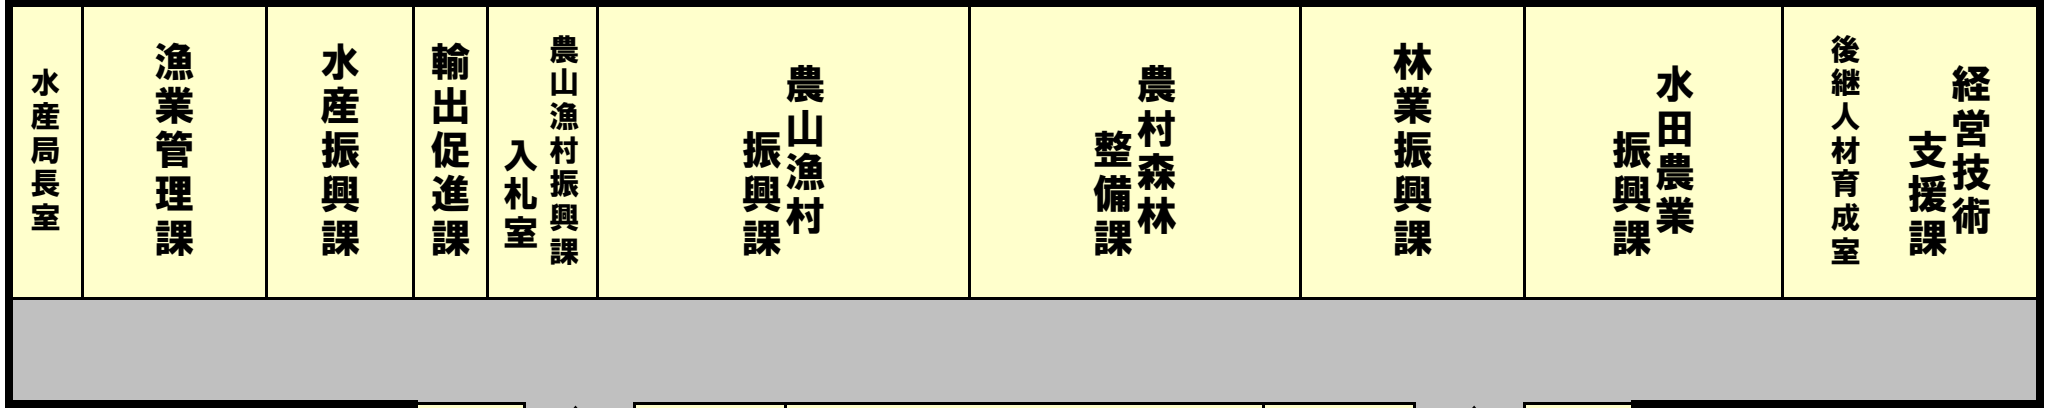 水産局長室
漁業管理課
水産振興課
輸出促進課
農山漁村振興課
入札室
農山漁村
振興課
農村森林
整備課
林業振興課
水田農業
振興課
経営技術
支援課
後継人材育成室